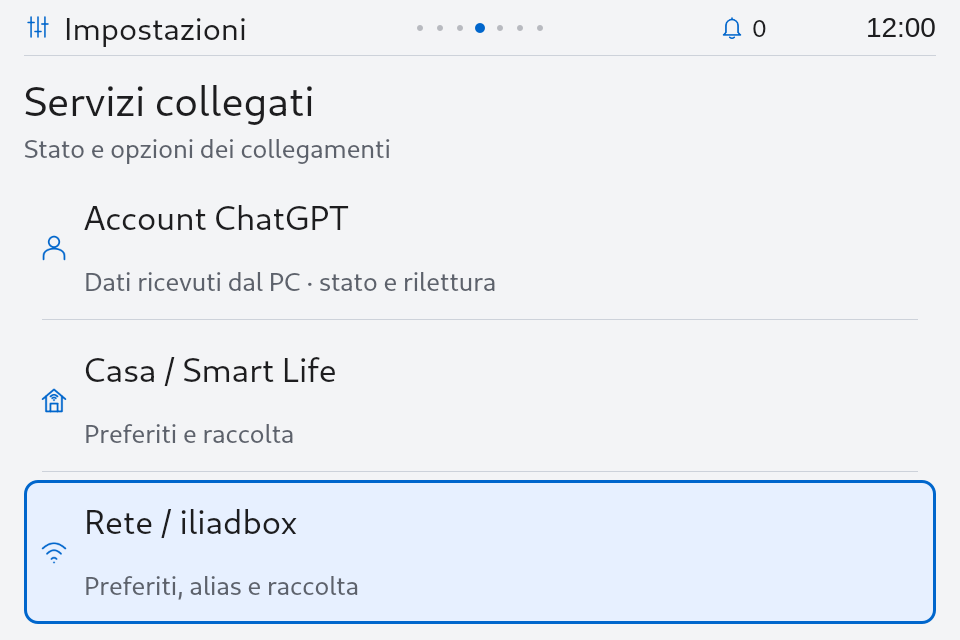 Impostazioni
0
12:00
Servizi collegati
Stato e opzioni dei collegamenti
Account ChatGPT
Dati ricevuti dal PC · stato e rilettura
Casa / Smart Life
Preferiti e raccolta
Rete / iliadbox
Preferiti, alias e raccolta